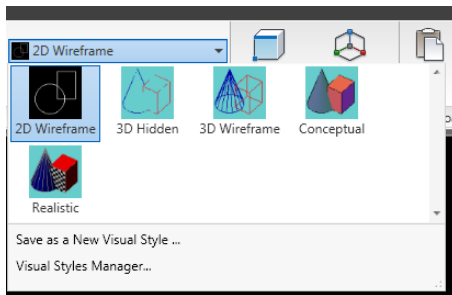 2D Wireframe
2D Wireframe 3D Hidden 3D Wireframe Conceptual
Realistic
Save as a New Visual Style ...
Visual Styles Manager...